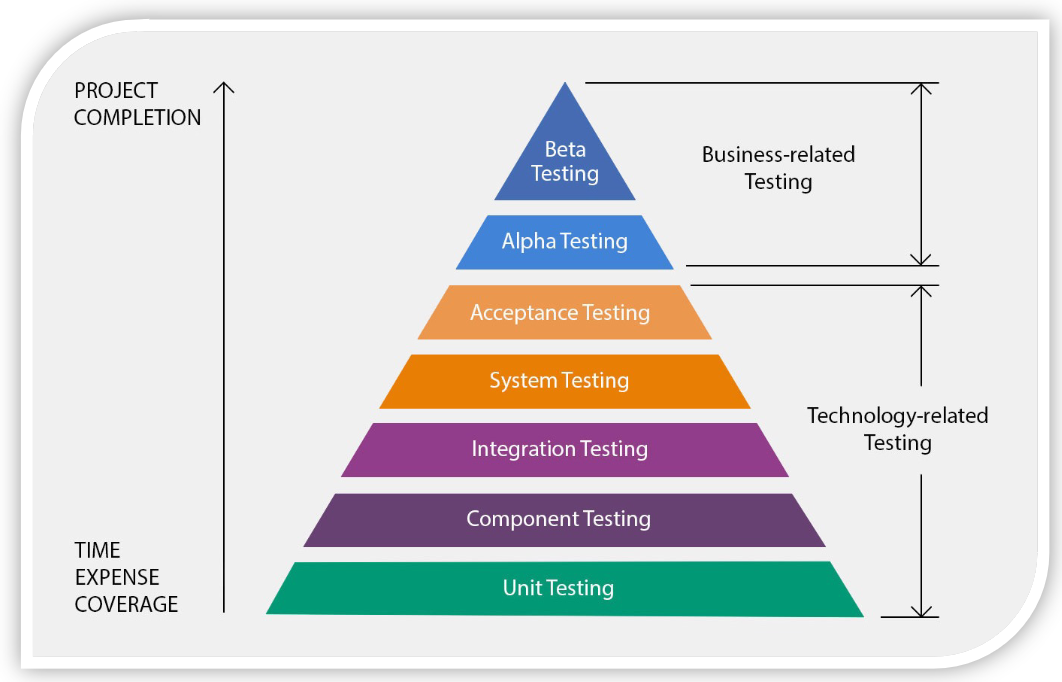 PROJECT
COMPLETION
Beta
Testing
Business-related
Testing
Alpha Testing
Acceptance Testing
System Testing
Technology-related
Testing
Integration Testing
Component Testing
TIME
EXPENSE
COVERAGE
Unit Testing